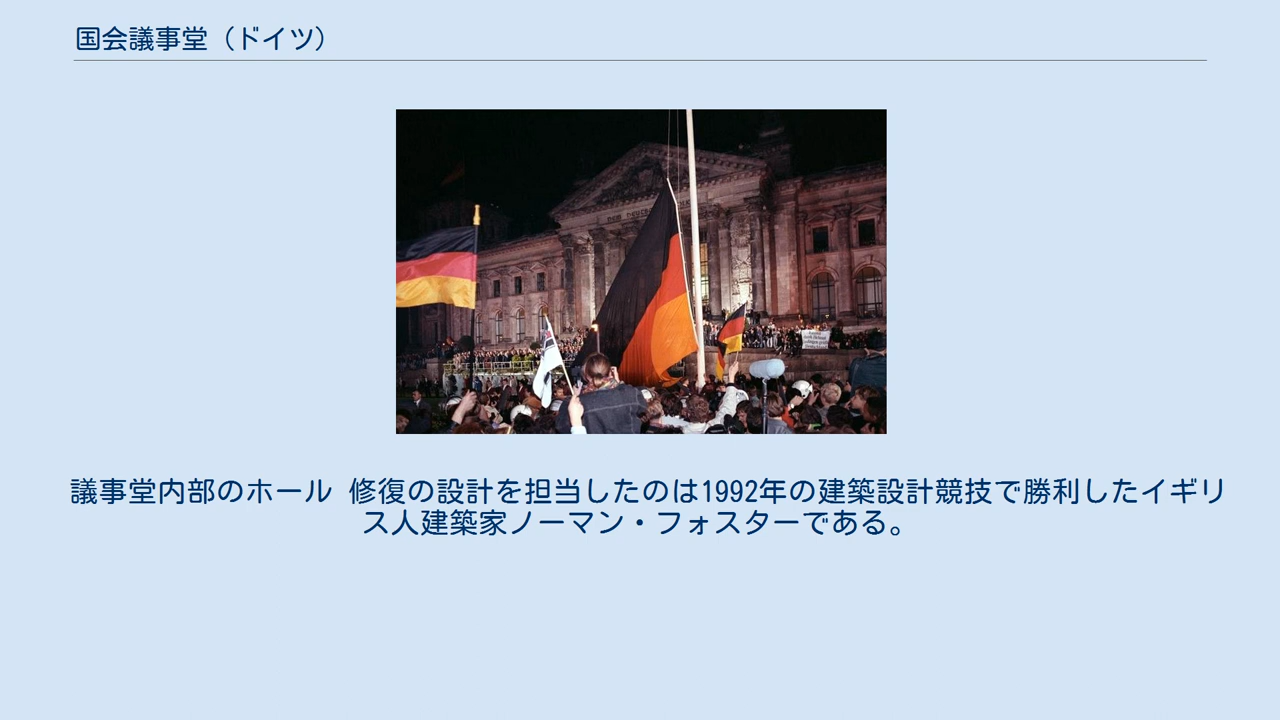 国会議事堂（ドイツ）
議事堂内部のホール 修復の設計を担当したのは1992年の建築設計競技で勝利したイギリ
ス人建築家ノーマン・フォスターである。